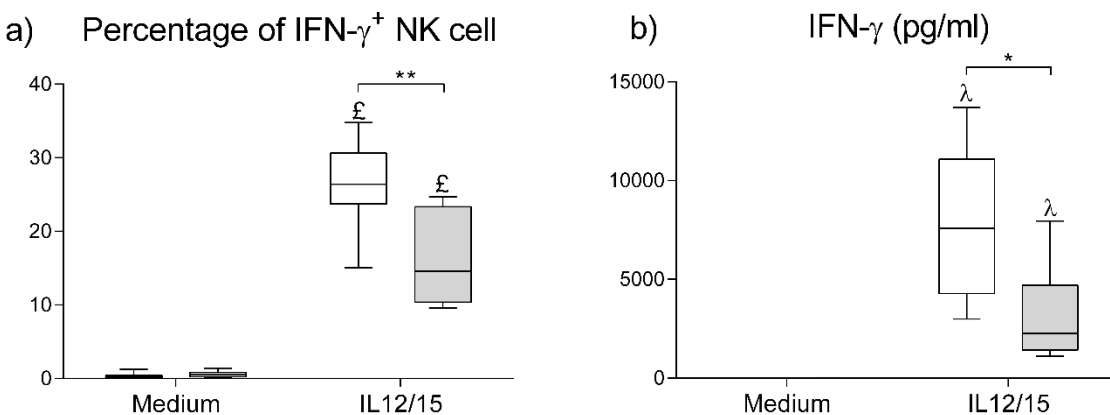 a) Percentage of IFN-γ⁺ NK cell
40
30
20
10
0
**
£
£
Medium IL12/15
b) IFN-γ (pg/ml)
15000
10000
5000
0
*
λ
λ
Medium IL12/15